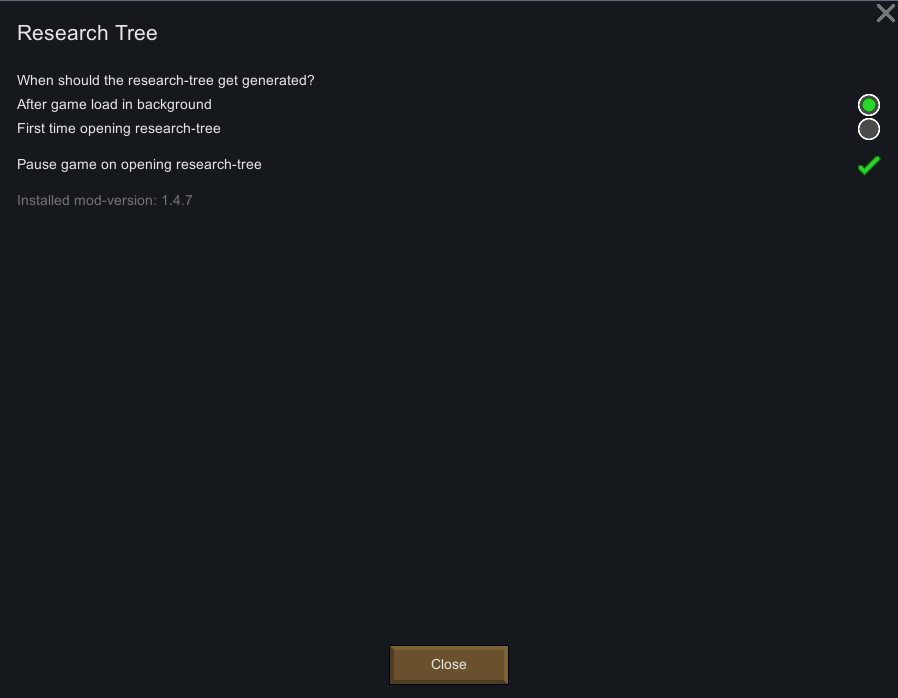 Research Tree
When should the research-tree get generated?
After game load in background
First time opening research-tree
Pause game on opening research-tree
Installed mod-version: 1.4.7
Close